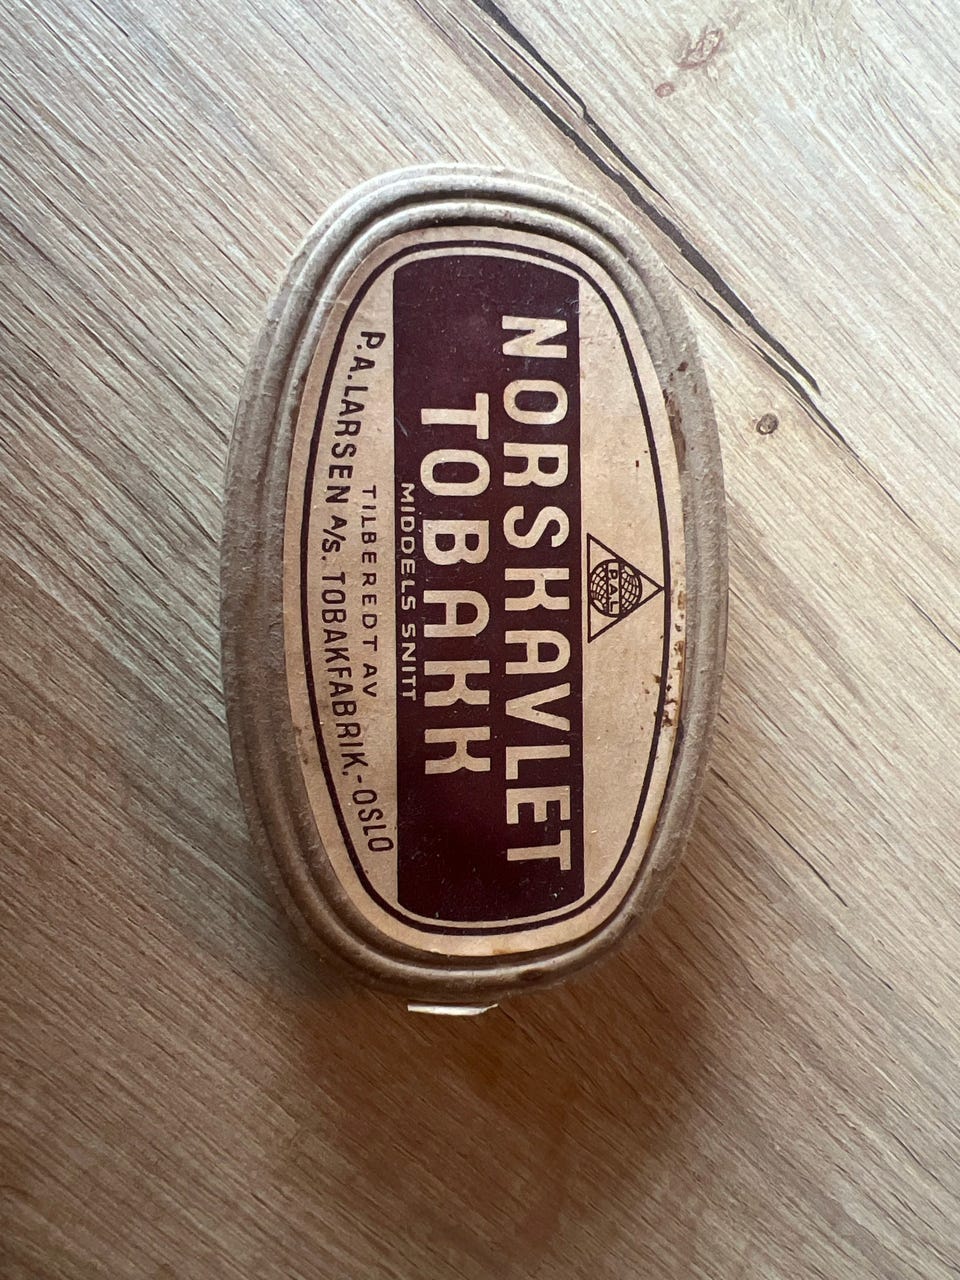 P.A.L.
NORSKAVLET
TOBAKK
MIDDELS SNITT
TILBEREDT AV
P.A. LARSEN A/S. TOBAKFABRIK,-OSLO